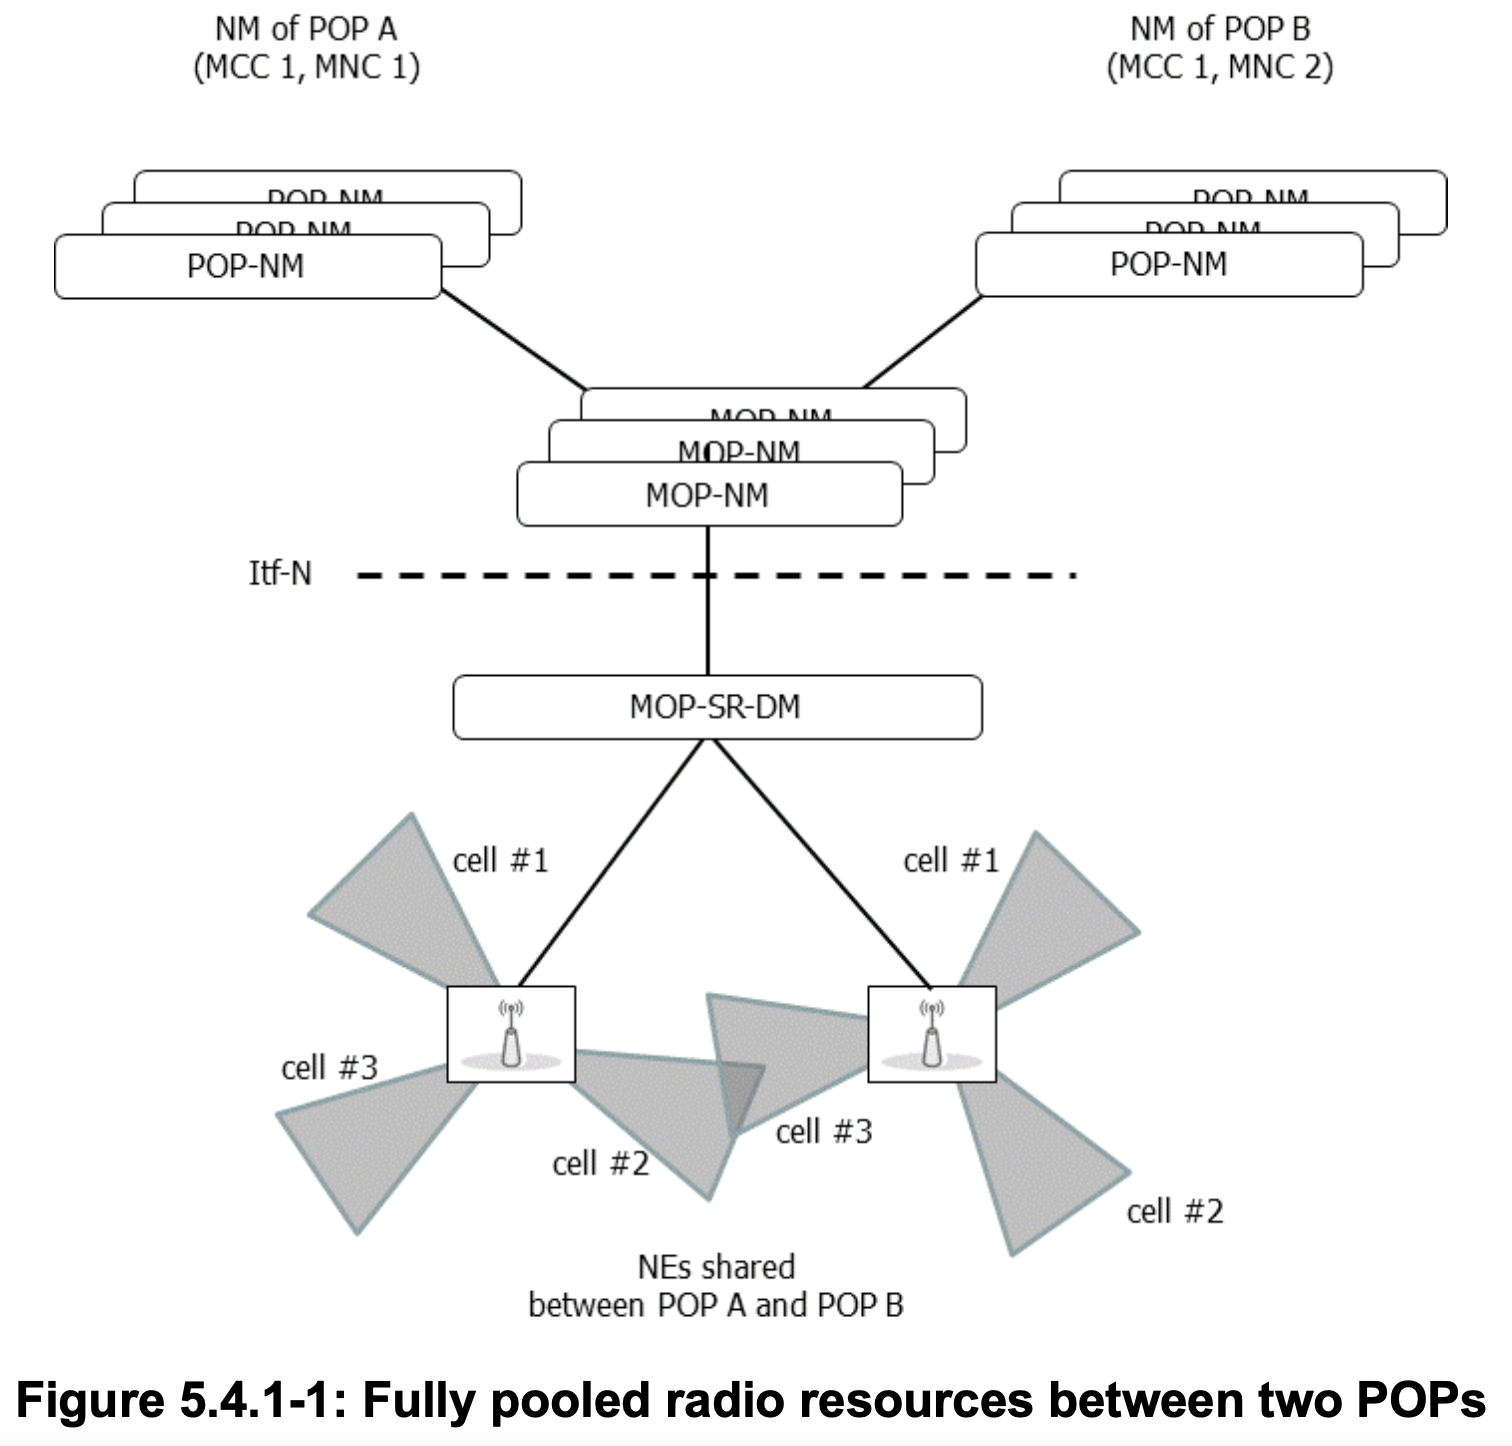 NM of POP A
(MCC 1, MNC 1)
NM of POP B
(MCC 1, MNC 2)
POP-NM
POP-NM
POP-NM
POP-NM
POP-NM
POP-NM
MOP-NM
MOP-NM
MOP-NM
Itf-N
MOP-SR-DM
cell #1
cell #1
cell #3
cell #3
cell #2
cell #2
NEs shared
between POP A and POP B
Figure 5.4.1-1: Fully pooled radio resources between two POPs